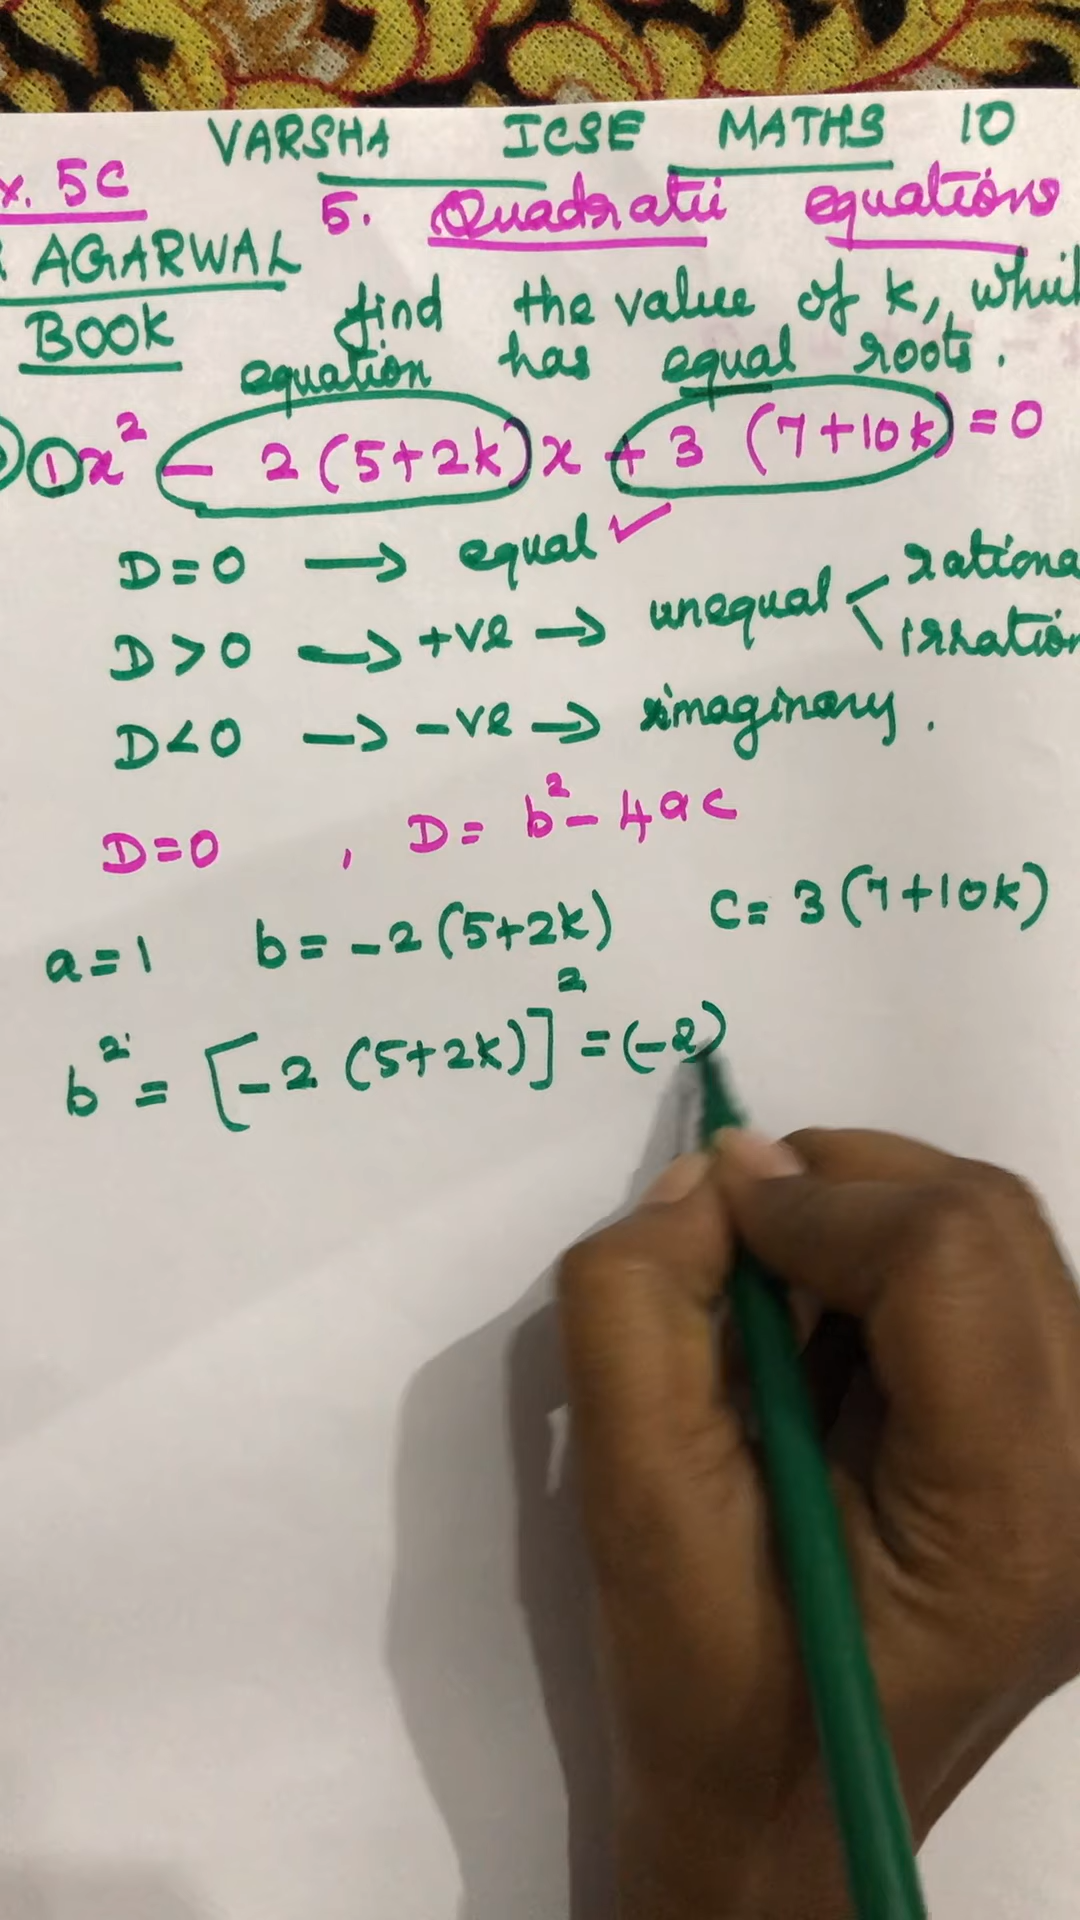 VARSHA ICSE MATHS 10
x. 5C
5. Quadratic equations
AGARWAL
BOOK
find the value of k, whi
equation has equal roots.
① x² - 2 (5+2k) x + 3 (7+10k) = 0
D=0 → equal ✓
D>0 → +ve → unequal < rationa
irration
D<0 → -ve → imaginary.
D=0 , D= b²-4ac
a=1 b= -2(5+2k) c= 3(7+10k)
b² = [-2 (5+2k)]² = (-2)